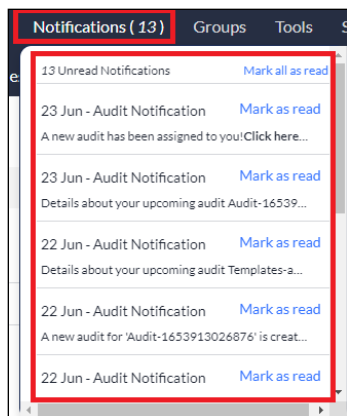 Notifications ( 13 ) Groups Tools
13 Unread Notifications Mark all as read
23 Jun - Audit Notification Mark as read
A new audit has been assigned to you!Click here...
23 Jun - Audit Notification Mark as read
Details about your upcoming audit Audit-16539...
22 Jun - Audit Notification Mark as read
Details about your upcoming audit Templates-a...
22 Jun - Audit Notification Mark as read
A new audit for 'Audit-1653913026876' is creat...
22 Jun - Audit Notification Mark as read